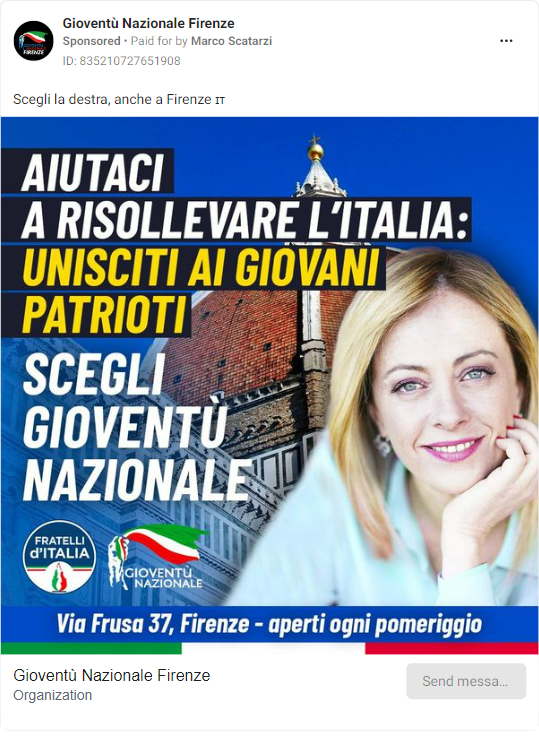 Gioventù Nazionale Firenze
Sponsored • Paid for by Marco Scatarzi
ID: 835210727651908
Scegli la destra, anche a Firenze IT
AIUTACI
A RISOLLEVARE L'ITALIA:
UNISCITI AI GIOVANI
PATRIOTI
SCEGLI
GIOVENTÙ
NAZIONALE
FRATELLI
d'ITALIA
GIOVENTÙ
NAZIONALE
Via Frusa 37, Firenze - aperti ogni pomeriggio
Gioventù Nazionale Firenze
Organization
Send messa...